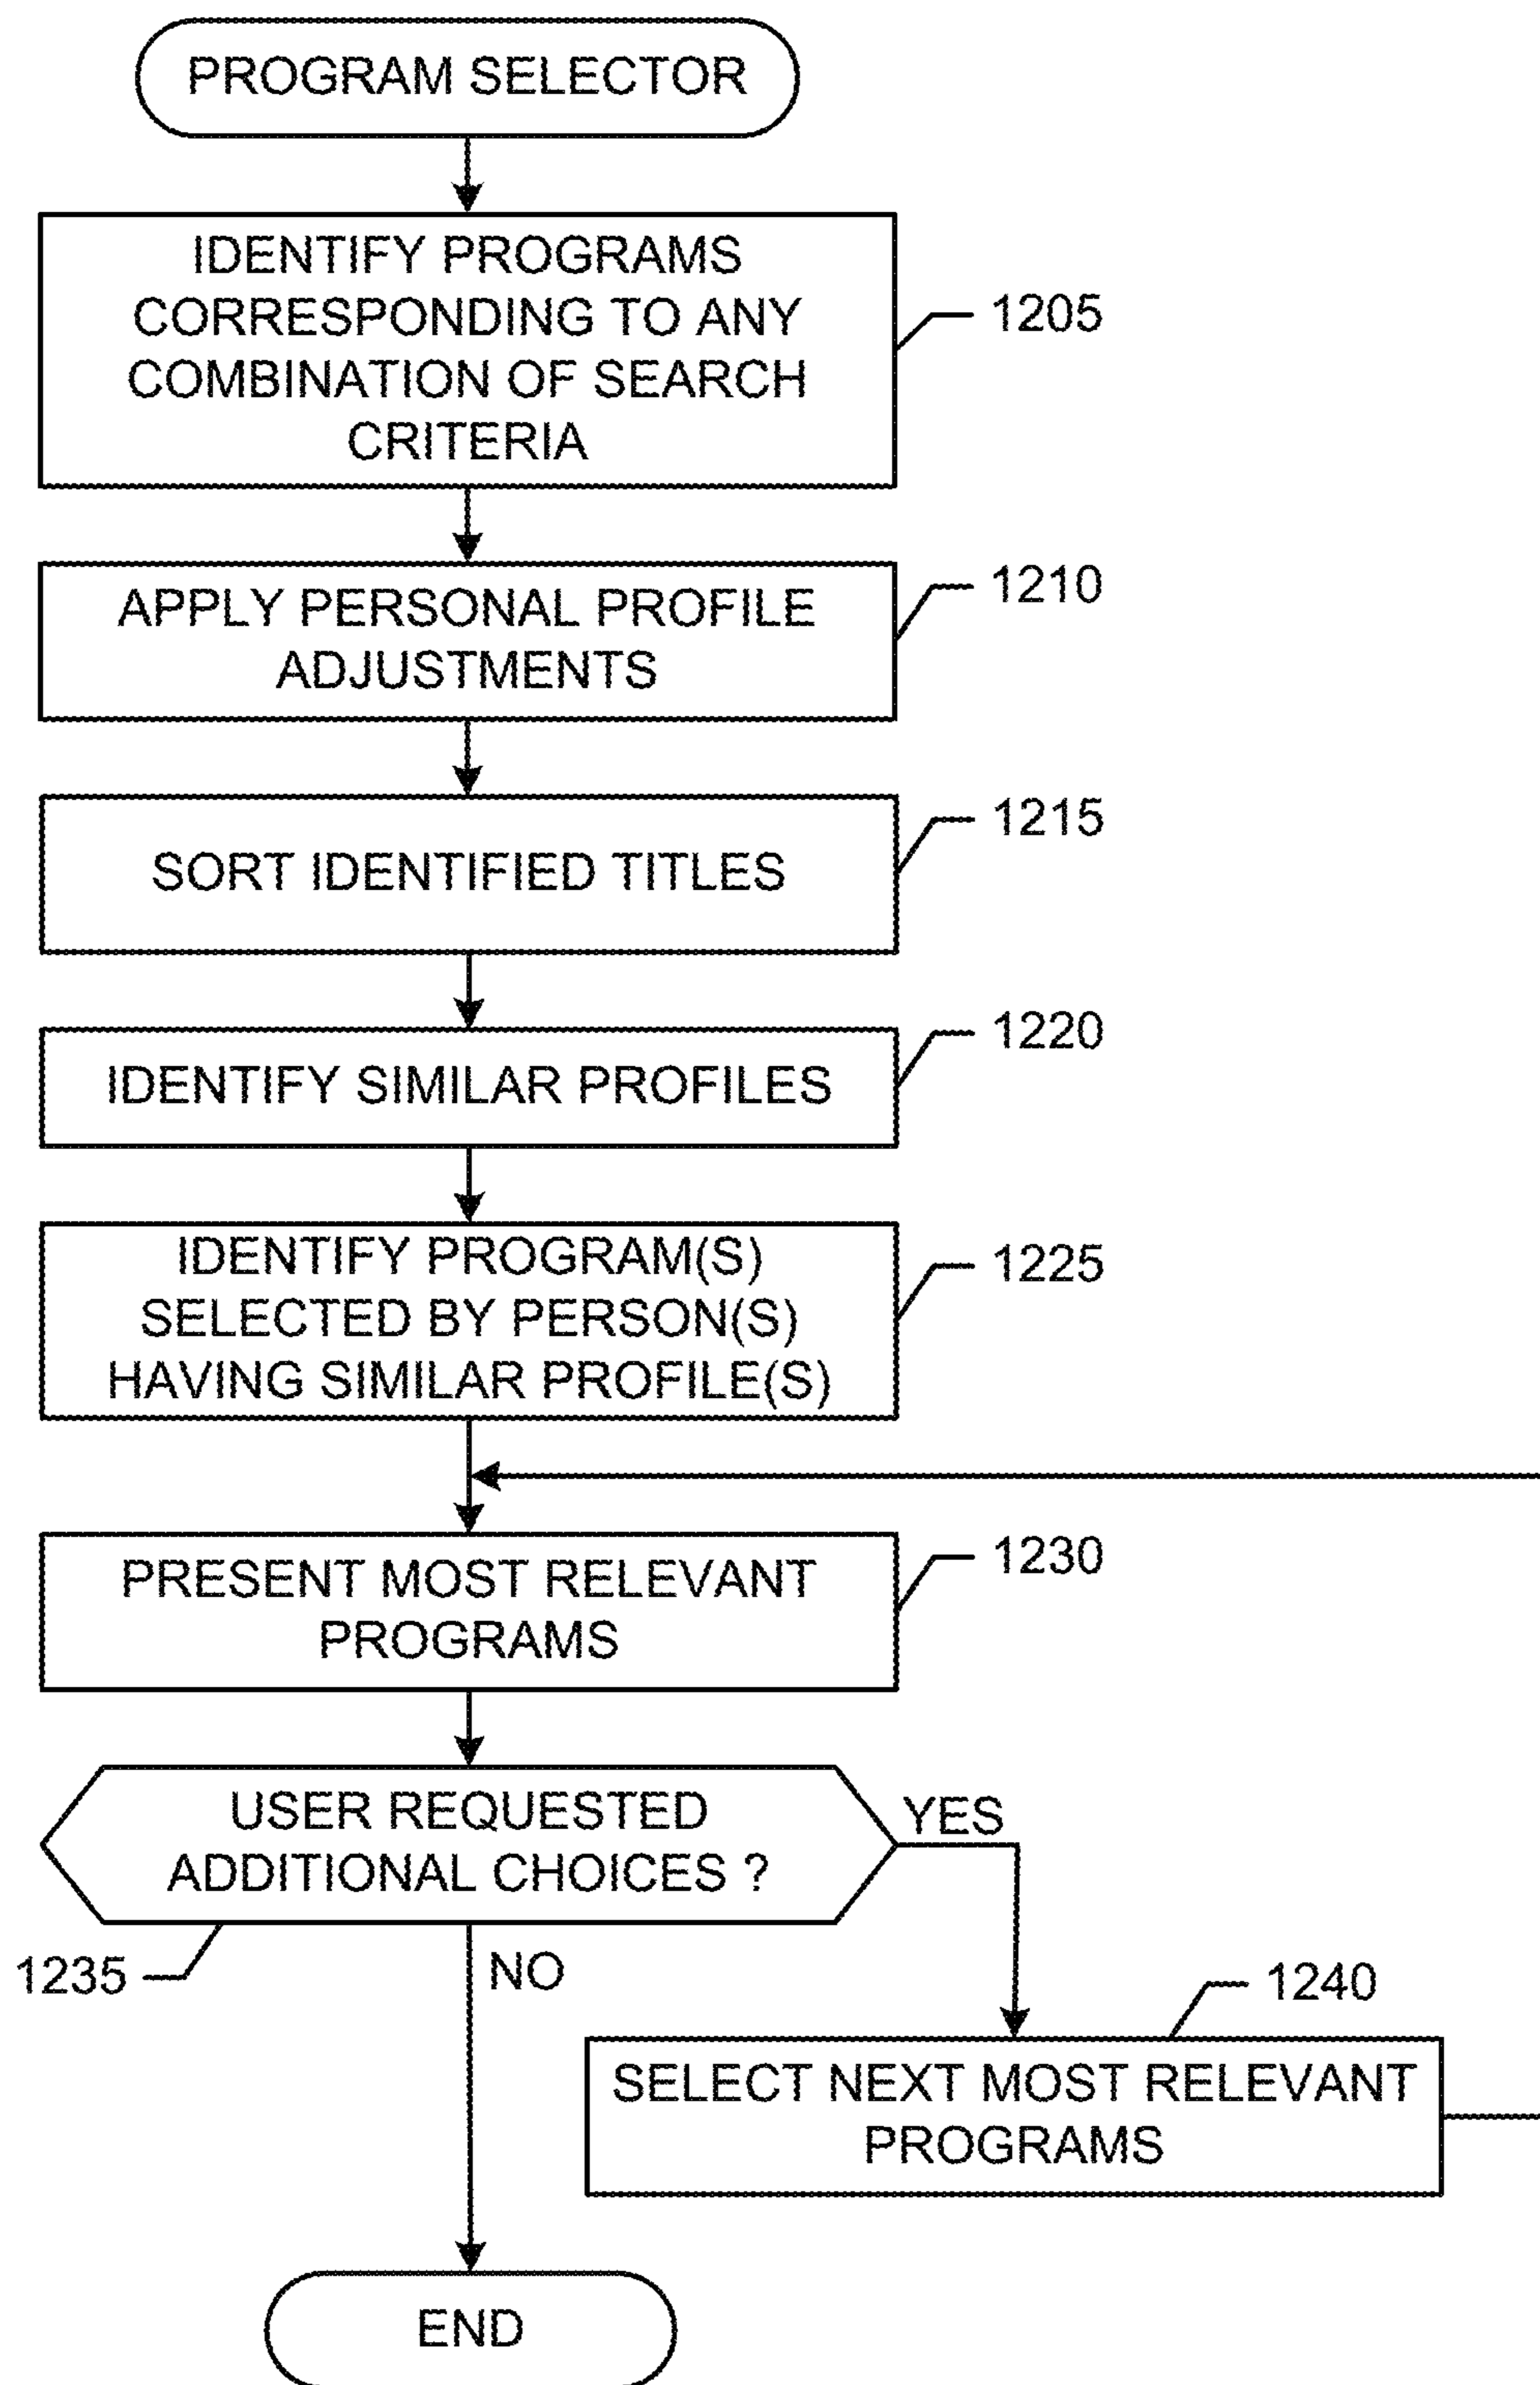 PROGRAM SELECTOR
IDENTIFY PROGRAMS
CORRESPONDING TO ANY
COMBINATION OF SEARCH
CRITERIA
1205
APPLY PERSONAL PROFILE
ADJUSTMENTS
1210
SORT IDENTIFIED TITLES
1215
IDENTIFY SIMILAR PROFILES
1220
IDENTIFY PROGRAM(S)
SELECTED BY PERSON(S)
HAVING SIMILAR PROFILE(S)
1225
PRESENT MOST RELEVANT
PROGRAMS
1230
USER REQUESTED
ADDITIONAL CHOICES ?
YES
1235
NO
1240
SELECT NEXT MOST RELEVANT
PROGRAMS
END